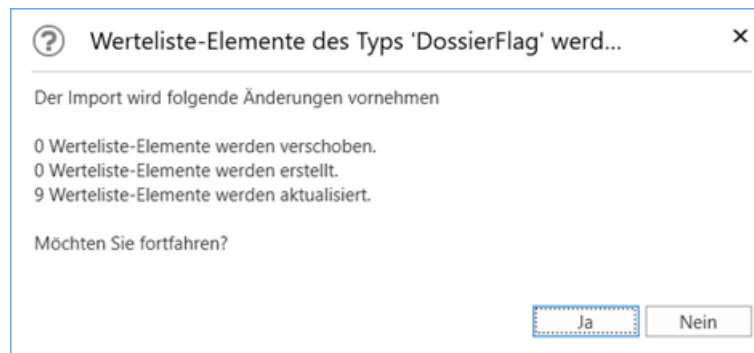 Werteliste-Elemente des Typs 'DossierFlag' werd...
Der Import wird folgende Änderungen vornehmen
0 Werteliste-Elemente werden verschoben.
0 Werteliste-Elemente werden erstellt.
9 Werteliste-Elemente werden aktualisiert.
Möchten Sie fortfahren?
Ja Nein